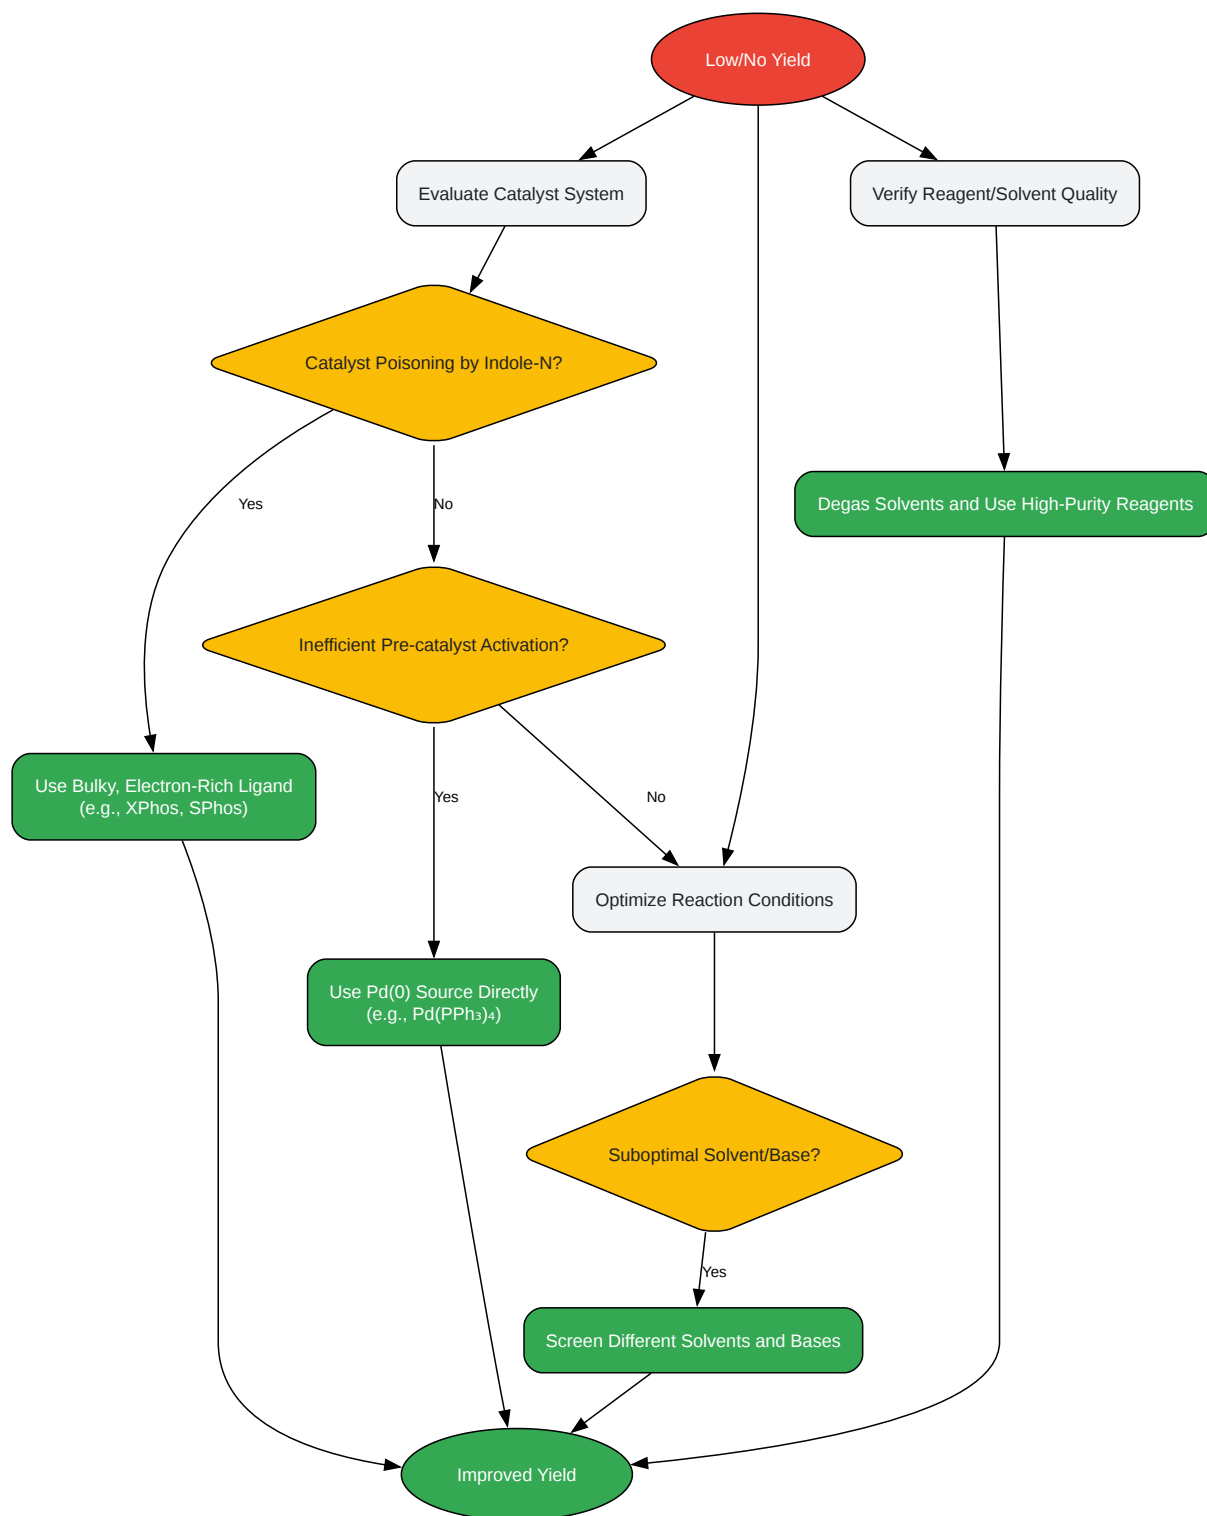 Low/No Yield
Evaluate Catalyst System
Verify Reagent/Solvent Quality
Catalyst Poisoning by Indole-N?
Yes
No
Degas Solvents and Use High-Purity Reagents
Inefficient Pre-catalyst Activation?
Use Bulky, Electron-Rich Ligand
(e.g., XPhos, SPhos)
Yes
No
Optimize Reaction Conditions
Use Pd(0) Source Directly
(e.g., Pd(PPh₃)₄)
Suboptimal Solvent/Base?
Yes
Screen Different Solvents and Bases
Improved Yield